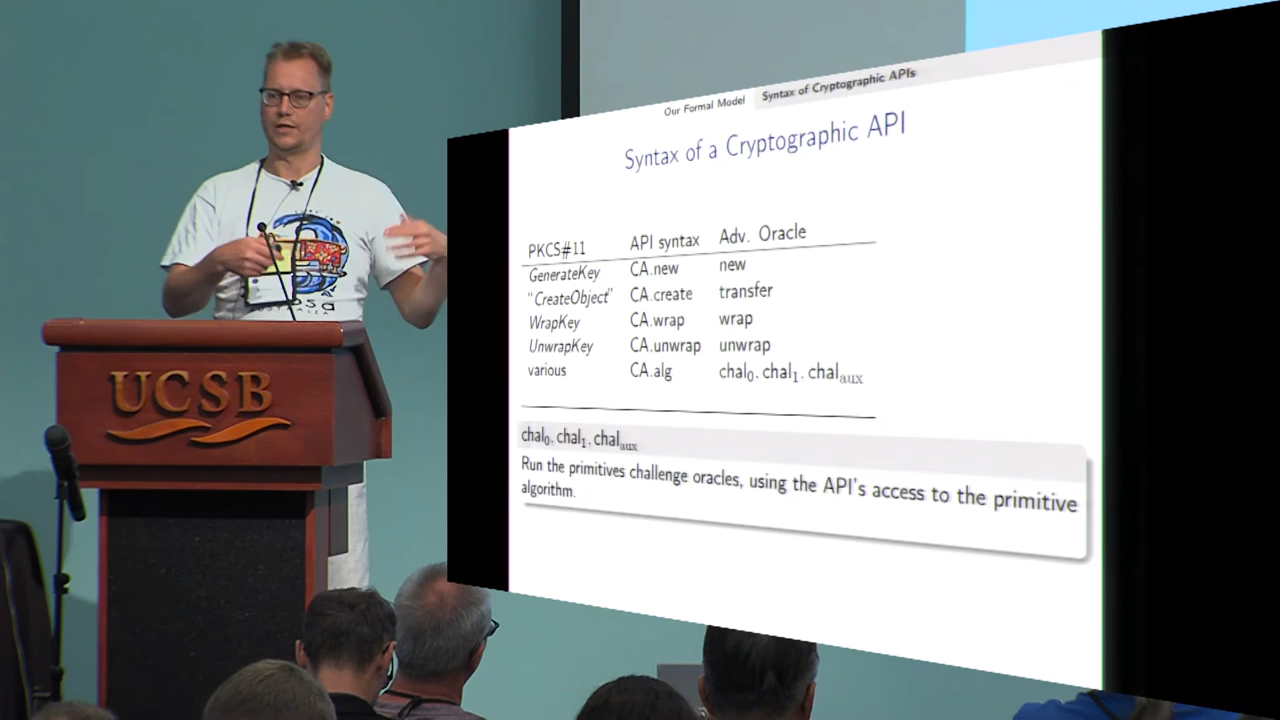 Our Formal Model Syntax of Cryptographic APIs
Syntax of a Cryptographic API
PKCS#11 API syntax Adv. Oracle
GenerateKey CA.new new
"CreateObject" CA.create transfer
WrapKey CA.wrap wrap
UnwrapKey CA.unwrap unwrap
various CA.alg chal₀, chal₁, chalₐᵤₓ
chal₀, chal₁, chalₐᵤₓ
Run the primitives challenge oracles, using the API's access to the primitive
algorithm.
UCSB